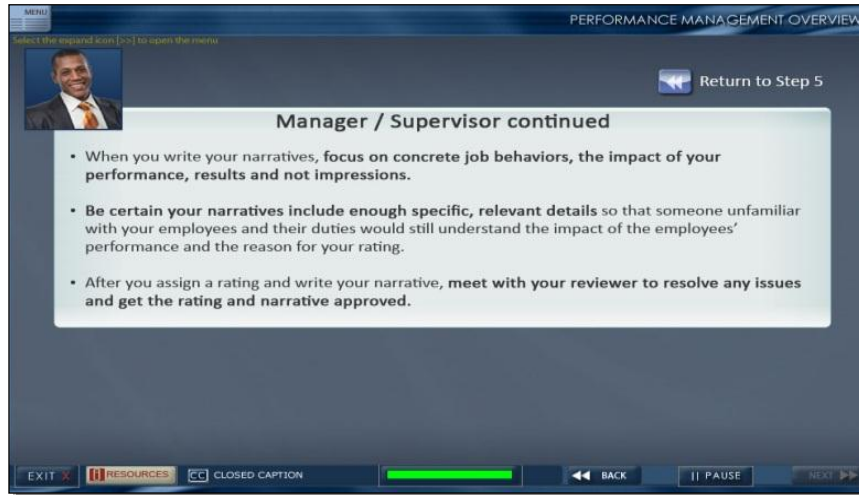 MENU
PERFORMANCE MANAGEMENT OVERVIEW
Select the expand icon [>>] to open the menu
Return to Step 5
Manager / Supervisor continued
• When you write your narratives, focus on concrete job behaviors, the impact of your
performance, results and not impressions.
• Be certain your narratives include enough specific, relevant details so that someone unfamiliar
with your employees and their duties would still understand the impact of the employees'
performance and the reason for your rating.
• After you assign a rating and write your narrative, meet with your reviewer to resolve any issues
and get the rating and narrative approved.
EXIT X
RESOURCES
CC CLOSED CAPTION
BACK
|| PAUSE
NEXT